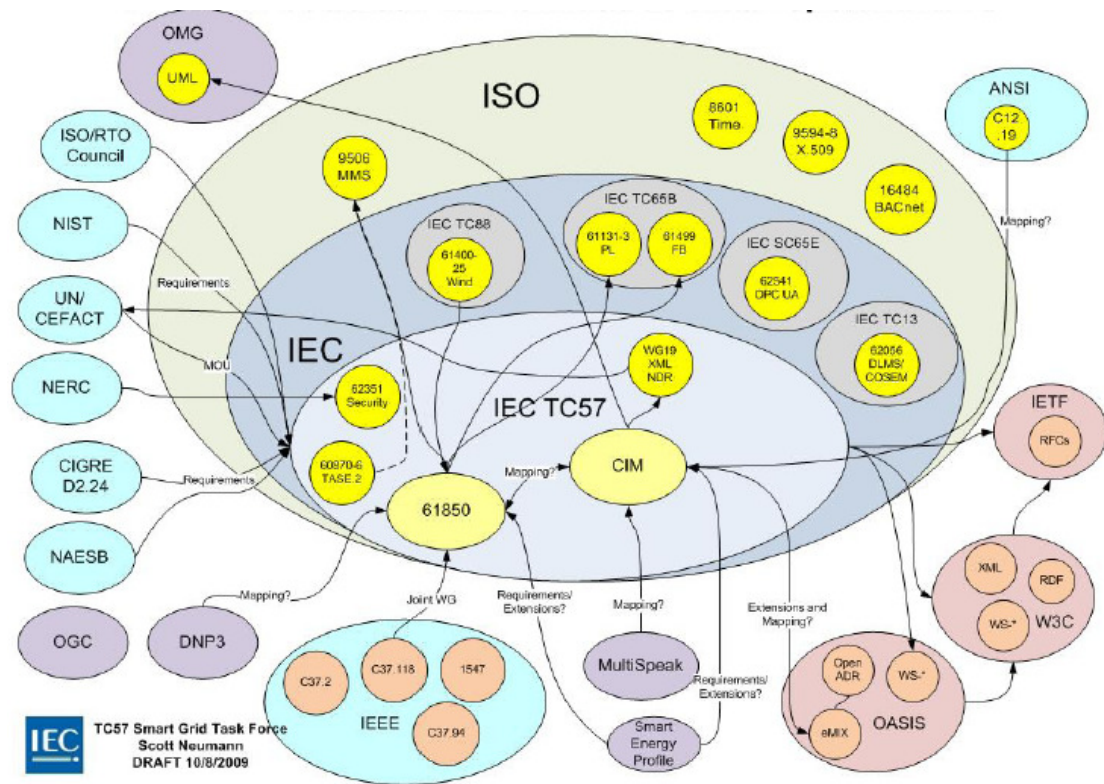 OMG
UML
ISO
8601
Time
9594-8
X.509
ANSI
C12
.19
ISO/RTO
Council
9506
MMS
16484
BACnet
Mapping?
NIST
IEC TC88
61400-
25
Wind
IEC TC65B
61131-3
PL
61499
FB
IEC SC65E
62541
OPC UA
Requirements
UN/
CEFACT
IEC
IEC TC13
62056
DLMS/
COSEM
MOU
WG19
XML
NDR
NERC
62351
Security
IEC TC57
IETF
RFCs
CIGRE
D2.24
Requirements
60870-6
TASE.2
Mapping?
CIM
61850
NAESB
XML
RDF
WS-*
W3C
Mapping?
Joint WG
Requirements/
Extensions?
Mapping?
Extensions and
Mapping?
OGC
DNP3
MultiSpeak
Requirements/
Extensions?
C37.2
C37.118
1547
IEEE
C37.94
Open
ADR
WS-*
OASIS
eMIX
Smart
Energy
Profile
IEC
TC57 Smart Grid Task Force
Scott Neumann
DRAFT 10/8/2009